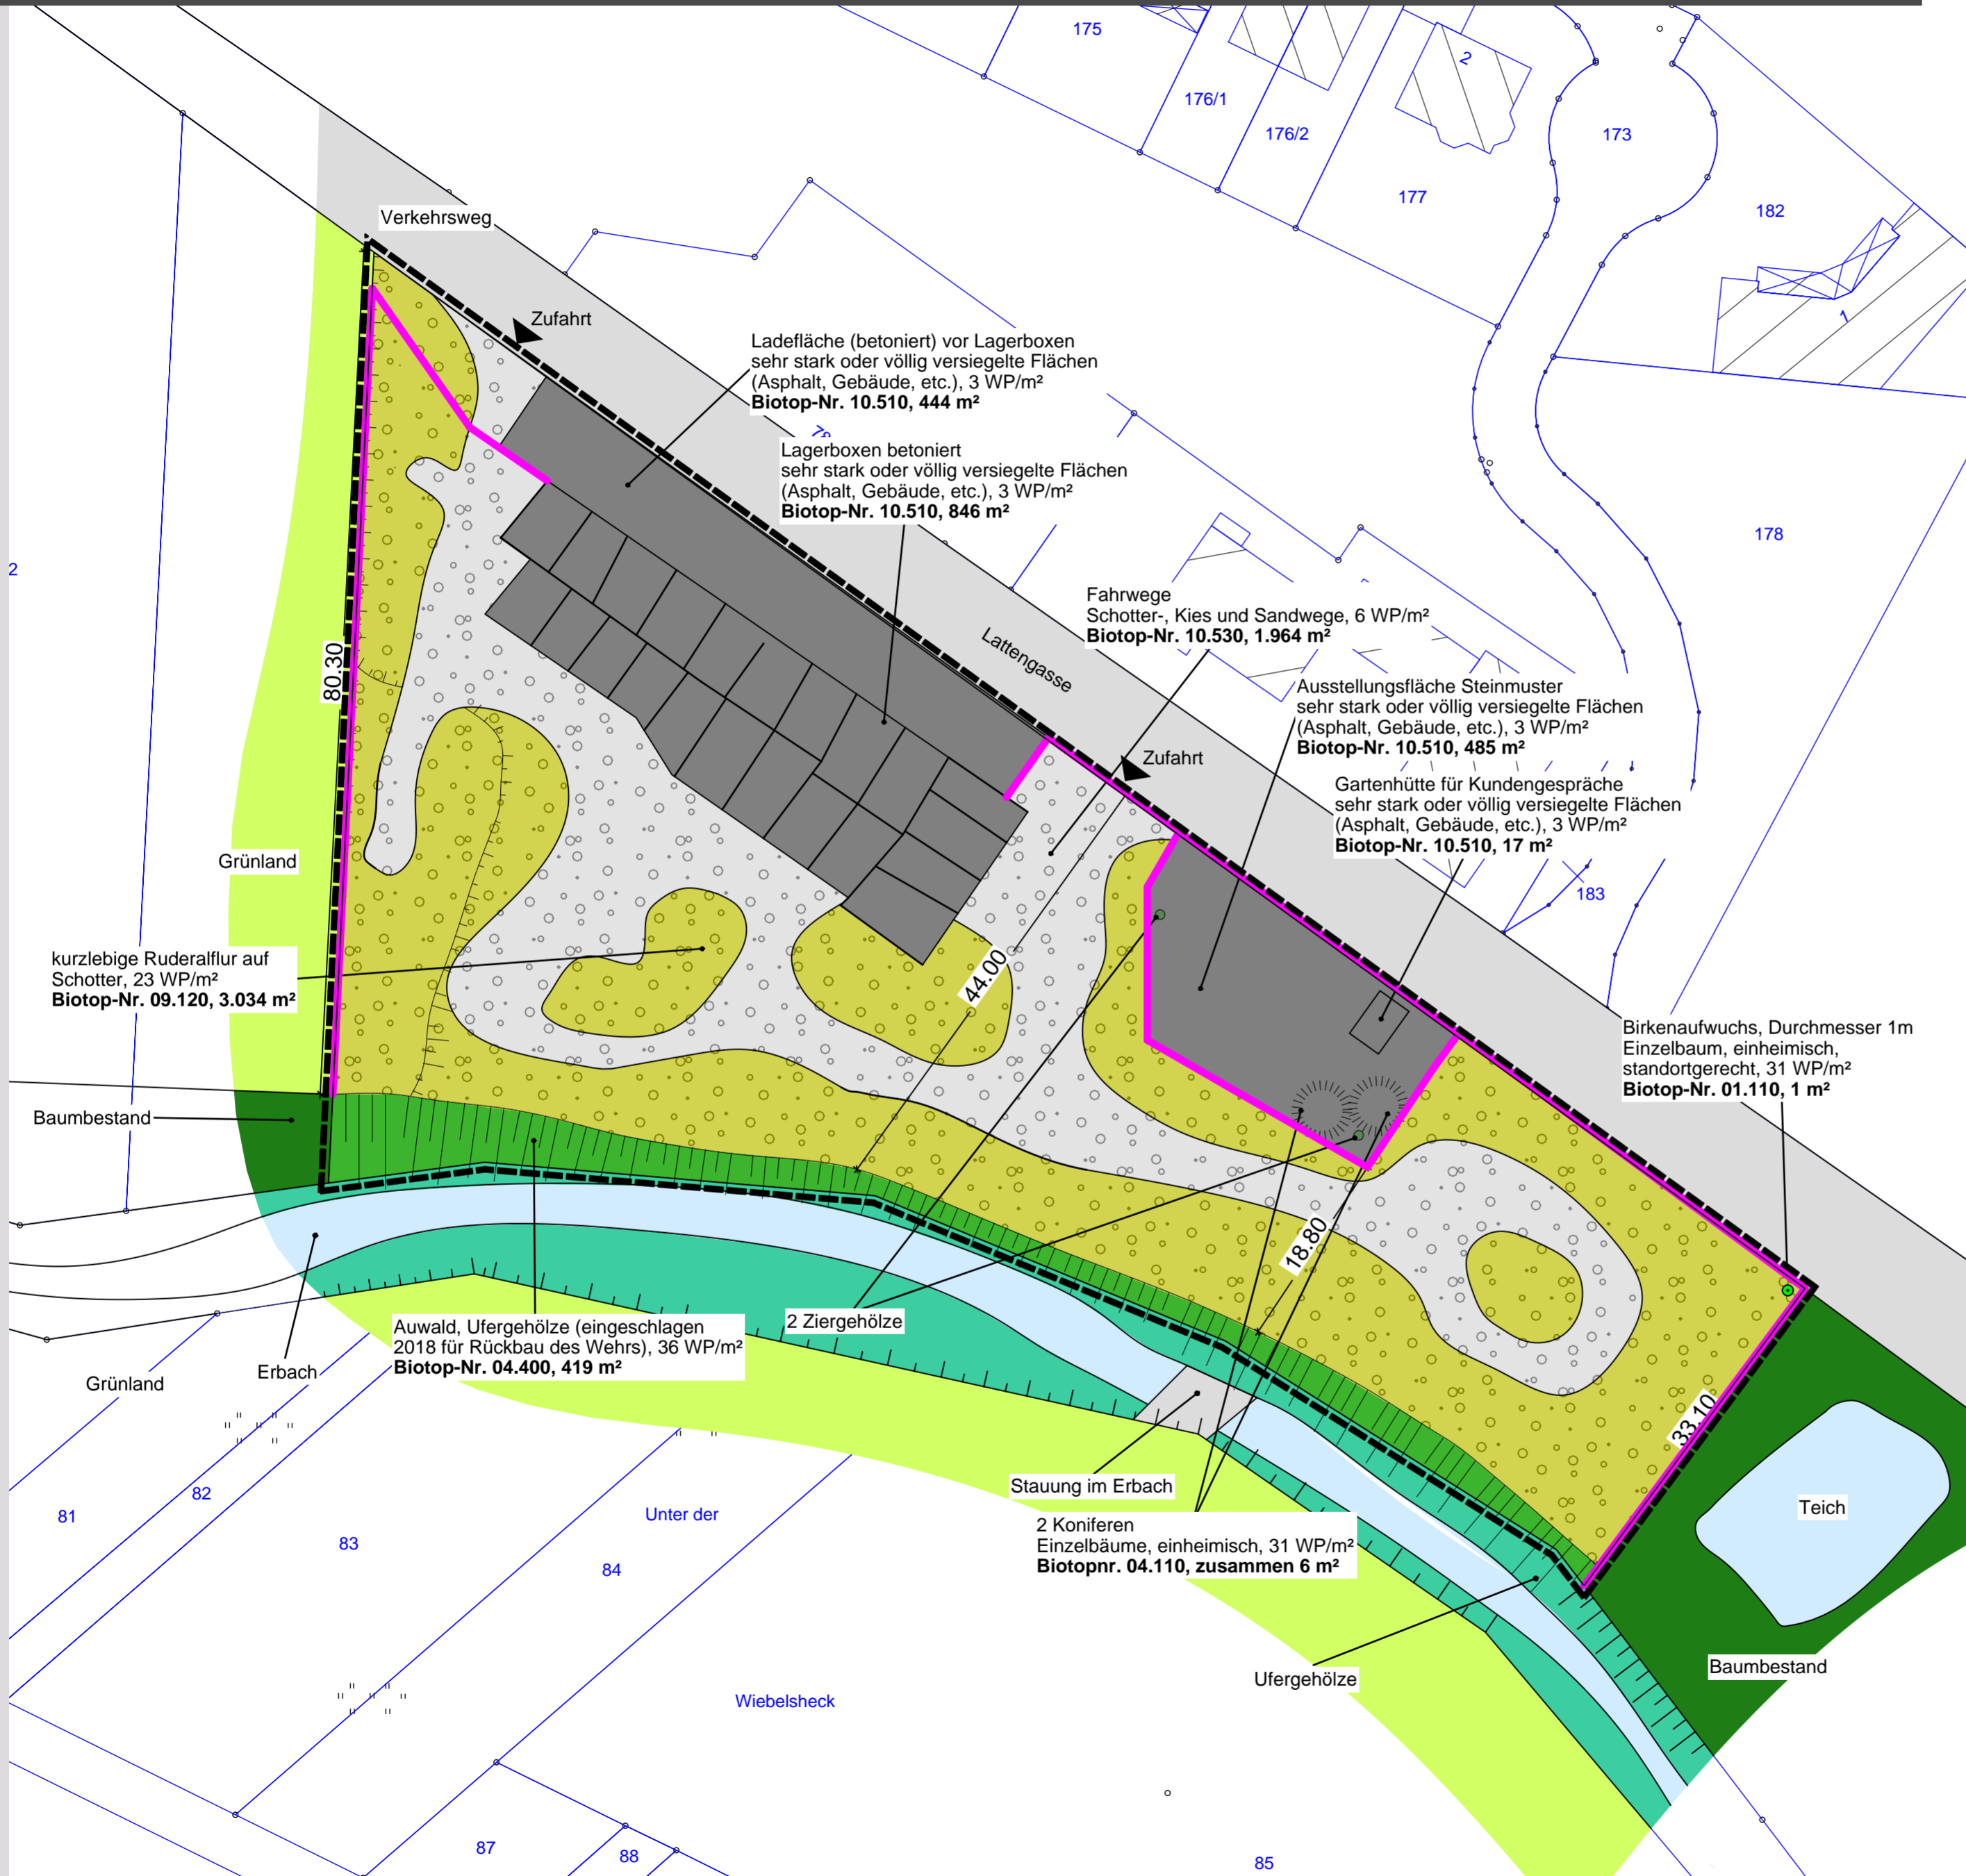 175
2
176/1
173
176/2
177
182
Verkehrsweg
1
Zufahrt
Ladefläche (betoniert) vor Lagerboxen
sehr stark oder völlig versiegelte Flächen
(Asphalt, Gebäude, etc.), 3 WP/m²
Biotop-Nr. 10.510, 444 m²
Lagerboxen betoniert
sehr stark oder völlig versiegelte Flächen
(Asphalt, Gebäude, etc.), 3 WP/m²
Biotop-Nr. 10.510, 846 m²
178
2
Fahrwege
Schotter-, Kies und Sandwege, 6 WP/m²
Biotop-Nr. 10.530, 1.964 m²
Lattengasse
80.30
Ausstellungsfläche Steinmuster
sehr stark oder völlig versiegelte Flächen
(Asphalt, Gebäude, etc.), 3 WP/m²
Biotop-Nr. 10.510, 485 m²
Zufahrt
Gartenhütte für Kundengespräche
sehr stark oder völlig versiegelte Flächen
(Asphalt, Gebäude, etc.), 3 WP/m²
Biotop-Nr. 10.510, 17 m²
Grünland
183
kurzlebige Ruderalflur auf
Schotter, 23 WP/m²
Biotop-Nr. 09.120, 3.034 m²
44.00
Birkenaufwuchs, Durchmesser 1m
Einzelbaum, einheimisch,
standortgerecht, 31 WP/m²
Biotop-Nr. 01.110, 1 m²
Baumbestand
18.80
2 Ziergehölze
Auwald, Ufergehölze (eingeschlagen
2018 für Rückbau des Wehrs), 36 WP/m²
Biotop-Nr. 04.400, 419 m²
Erbach
Grünland
33.10
Stauung im Erbach
82
81
Unter der
Teich
2 Koniferen
Einzelbäume, einheimisch, 31 WP/m²
Biotopnr. 04.110, zusammen 6 m²
83
84
Baumbestand
Ufergehölze
Wiebelsheck
87
88
85